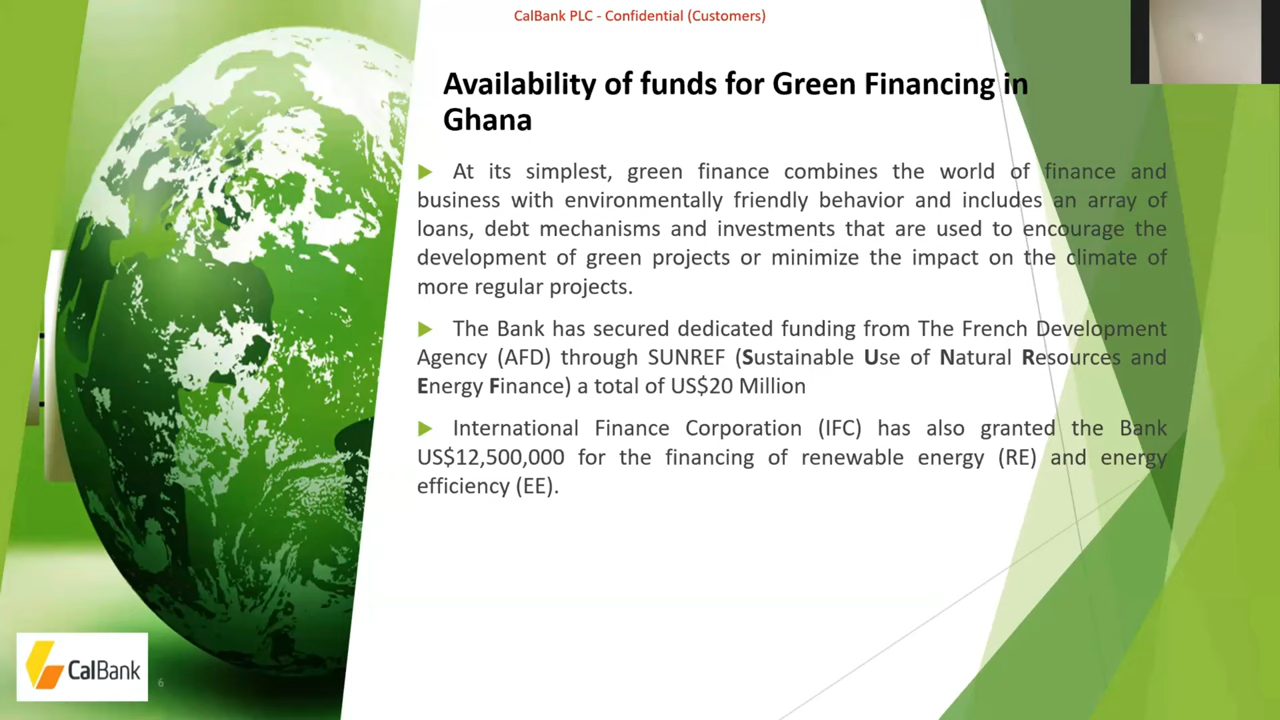 CalBank PLC - Confidential (Customers)
Availability of funds for Green Financing in
Ghana
At its simplest, green finance combines the world of finance and
business with environmentally friendly behavior and includes an array of
loans, debt mechanisms and investments that are used to encourage the
development of green projects or minimize the impact on the climate of
more regular projects.
The Bank has secured dedicated funding from The French Development
Agency (AFD) through SUNREF (Sustainable Use of Natural Resources and
Energy Finance) a total of US$20 Million
International Finance Corporation (IFC) has also granted the Bank
US$12,500,000 for the financing of renewable energy (RE) and energy
efficiency (EE).
CalBank
6